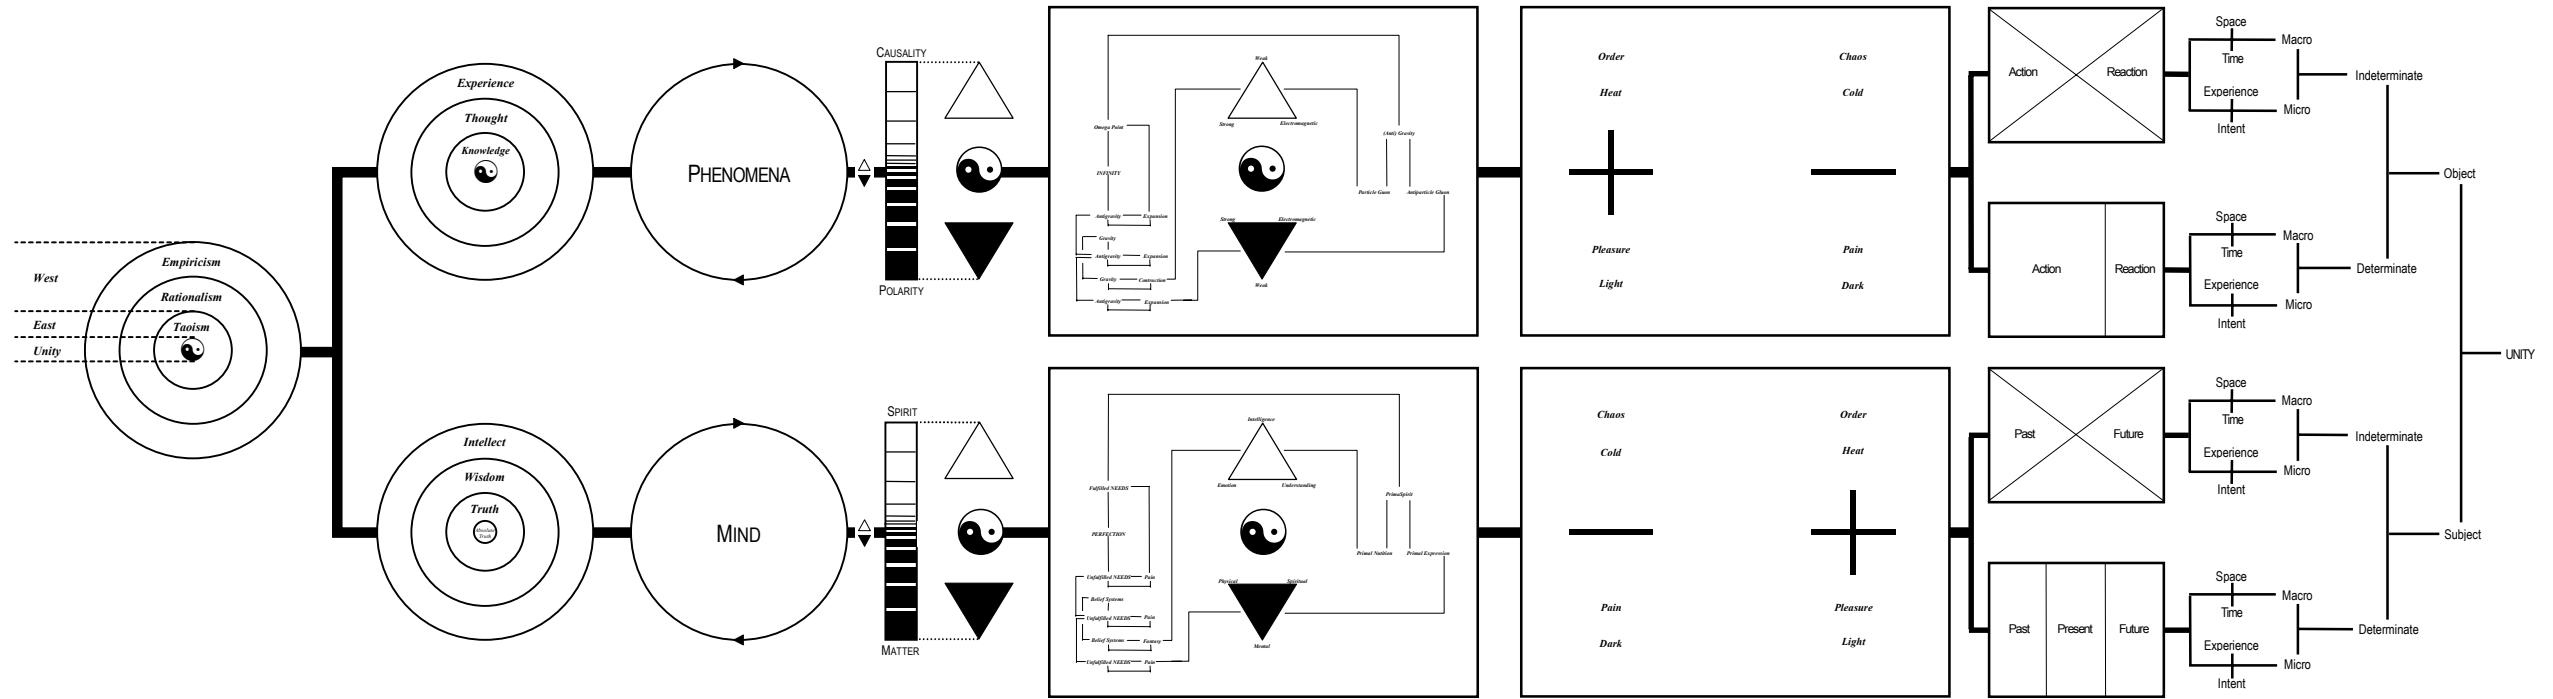 West
East
Unity
Empiricism
Rationalism
Taoism
Experience
Thought
Knowledge
PHENOMENA
CAUSALITY
POLARITY
Weak
Strong
Electromagnetic
Omega Point
INFINITY
Antigravity
Expansion
Gravity
Antigravity
Expansion
Gravity
Contraction
Antigravity
Expansion
(Anti) Gravity
Particle Guon
Antiparticle Gluon
Strong
Electromagnetic
Weak
Order
Chaos
Heat
Cold
Pleasure
Pain
Light
Dark
Action
Reaction
Space
Time
Macro
Experience
Intent
Micro
Indeterminate
Action
Reaction
Space
Time
Macro
Experience
Intent
Micro
Determinate
Object
UNITY
Intellect
Wisdom
Truth
Absolute
Truth
MIND
SPIRIT
MATTER
Intelligence
Emotion
Understanding
Fulfilled NEEDS
PERFECTION
Unfulfilled NEEDS
Pain
Belief Systems
Unfulfilled NEEDS
Pain
Belief Systems
Fantasy
Unfulfilled NEEDS
Pain
PrimaSpirit
Primal Nutition
Primal Expression
Physical
Spiritual
Mental
Chaos
Order
Cold
Heat
Pain
Pleasure
Dark
Light
Past
Future
Space
Time
Macro
Experience
Intent
Micro
Indeterminate
Past
Present
Future
Space
Time
Macro
Experience
Intent
Micro
Determinate
Subject